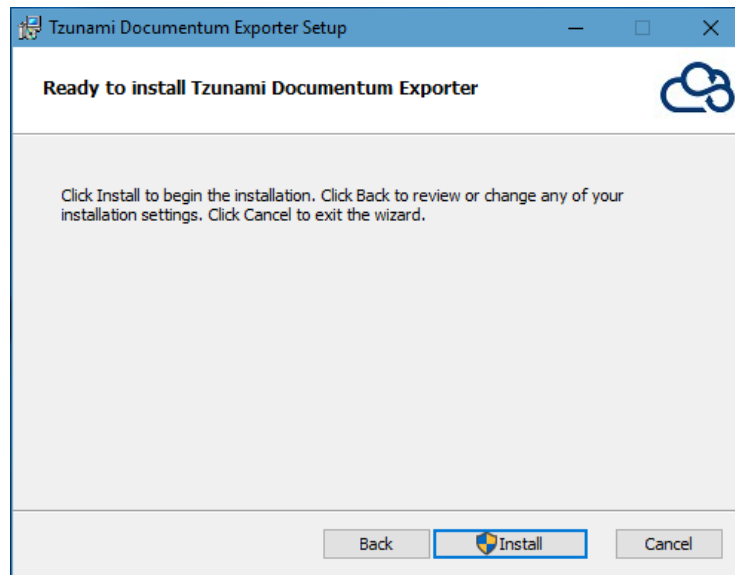 Tzunami Documentum Exporter Setup
Ready to install Tzunami Documentum Exporter
Click Install to begin the installation. Click Back to review or change any of your
installation settings. Click Cancel to exit the wizard.
Back Install Cancel